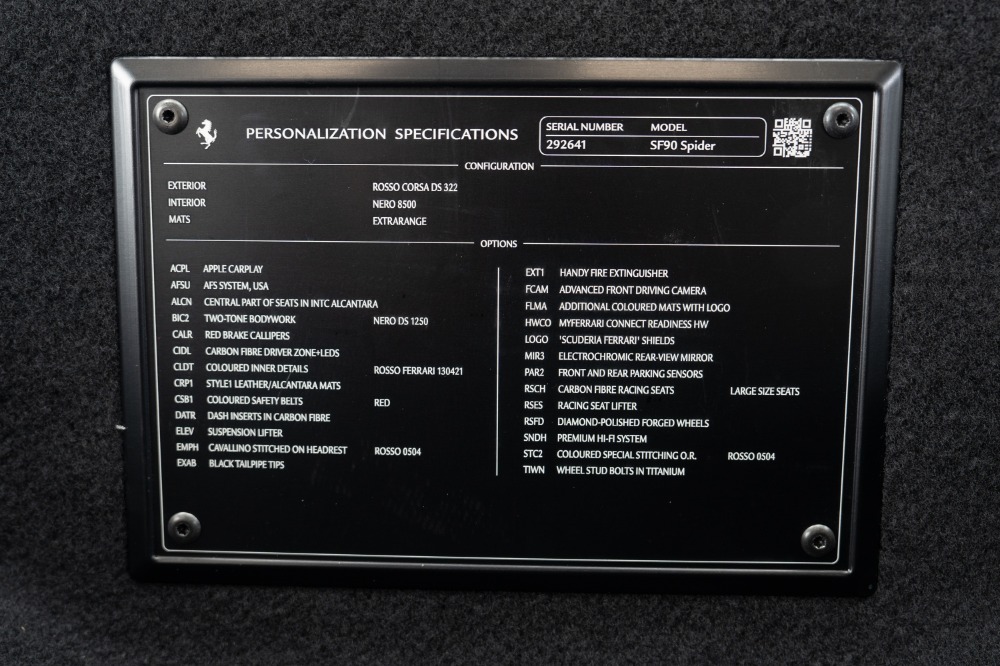 PERSONALIZATION SPECIFICATIONS
SERIAL NUMBER MODEL
292641 SF90 Spider
CONFIGURATION
EXTERIOR ROSSO CORSA DS 322
INTERIOR NERO 8500
MATS EXTRARANGE
OPTIONS
ACPL APPLE CARPLAY
AFSU AFS SYSTEM, USA
ALCN CENTRAL PART OF SEATS IN INTC ALCANTARA
BIC2 TWO-TONE BODYWORK NERO DS 1250
CALR RED BRAKE CALLIPERS
CIDL CARBON FIBRE DRIVER ZONE+LEDS
CLDT COLOURED INNER DETAILS ROSSO FERRARI 130421
CRP1 STYLE1 LEATHER/ALCANTARA MATS
CSB1 COLOURED SAFETY BELTS RED
DATR DASH INSERTS IN CARBON FIBRE
ELEV SUSPENSION LIFTER
EMPH CAVALLINO STITCHED ON HEADREST ROSSO 0504
EXAB BLACK TAILPIPE TIPS
EXT1 HANDY FIRE EXTINGUISHER
FCAM ADVANCED FRONT DRIVING CAMERA
FLMA ADDITIONAL COLOURED MATS WITH LOGO
HWCO MYFERRARI CONNECT READINESS HW
LOGO 'SCUDERIA FERRARI' SHIELDS
MIR3 ELECTROCHROMIC REAR-VIEW MIRROR
PAR2 FRONT AND REAR PARKING SENSORS
RSCH CARBON FIBRE RACING SEATS LARGE SIZE SEATS
RSES RACING SEAT LIFTER
RSFD DIAMOND-POLISHED FORGED WHEELS
SNDH PREMIUM HI-FI SYSTEM
STC2 COLOURED SPECIAL STITCHING O.R. ROSSO 0504
TIWN WHEEL STUD BOLTS IN TITANIUM